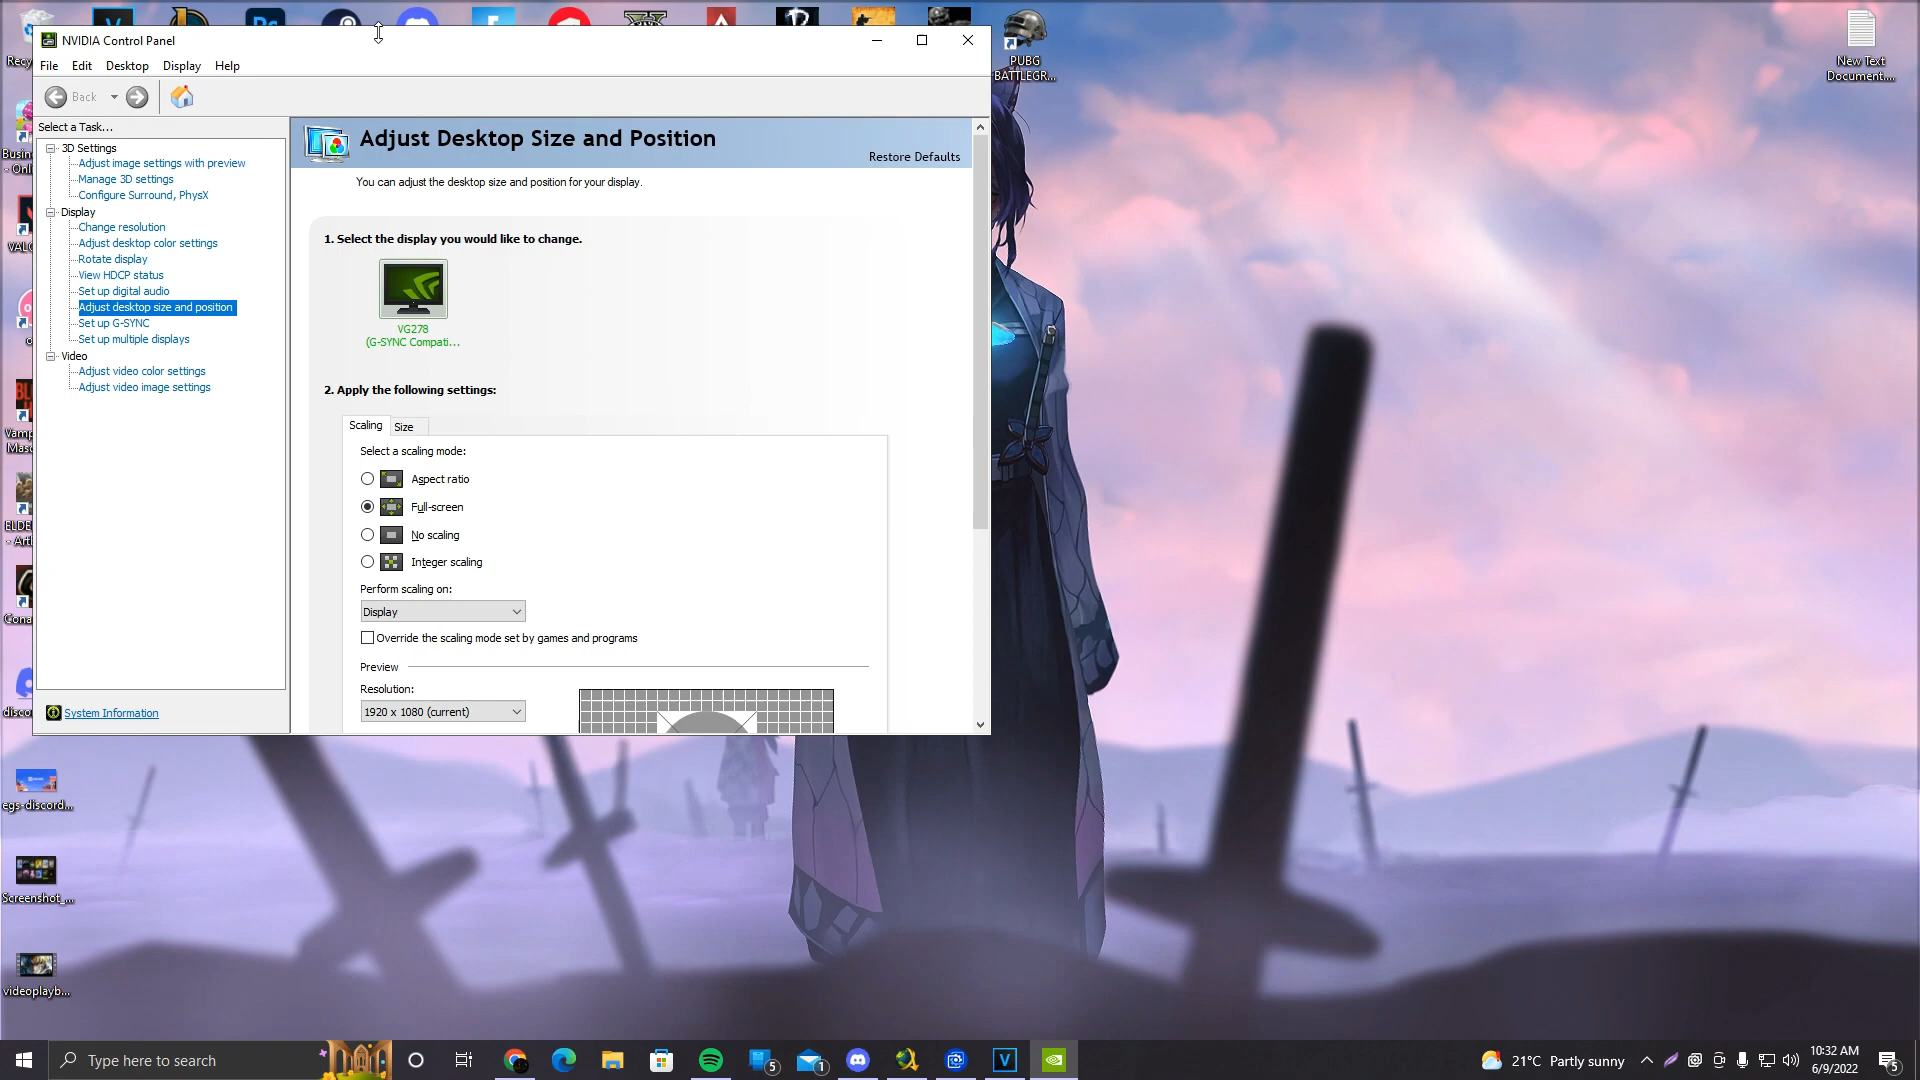 NVIDIA Control Panel
File Edit Desktop Display Help
Back
Select a Task...
3D Settings
Adjust image settings with preview
Manage 3D settings
Configure Surround, PhysX
Display
Change resolution
Adjust desktop color settings
Rotate display
View HDCP status
Set up digital audio
Adjust desktop size and position
Set up G-SYNC
Set up multiple displays
Video
Adjust video color settings
Adjust video image settings
System Information
Adjust Desktop Size and Position
Restore Defaults
You can adjust the desktop size and position for your display.
1. Select the display you would like to change.
VG278
(G-SYNC Compati...
2. Apply the following settings:
Scaling Size
Select a scaling mode:
Aspect ratio
Full-screen
No scaling
Integer scaling
Perform scaling on:
Display
Override the scaling mode set by games and programs
Preview
Resolution:
1920 x 1080 (current)
PUBG
BATTLEGR...
New Text
Document....
egs-discord...
Screenshot_...
videoplayb...
Type here to search
5
1
21°C Partly sunny
10:32 AM
6/9/2022
5